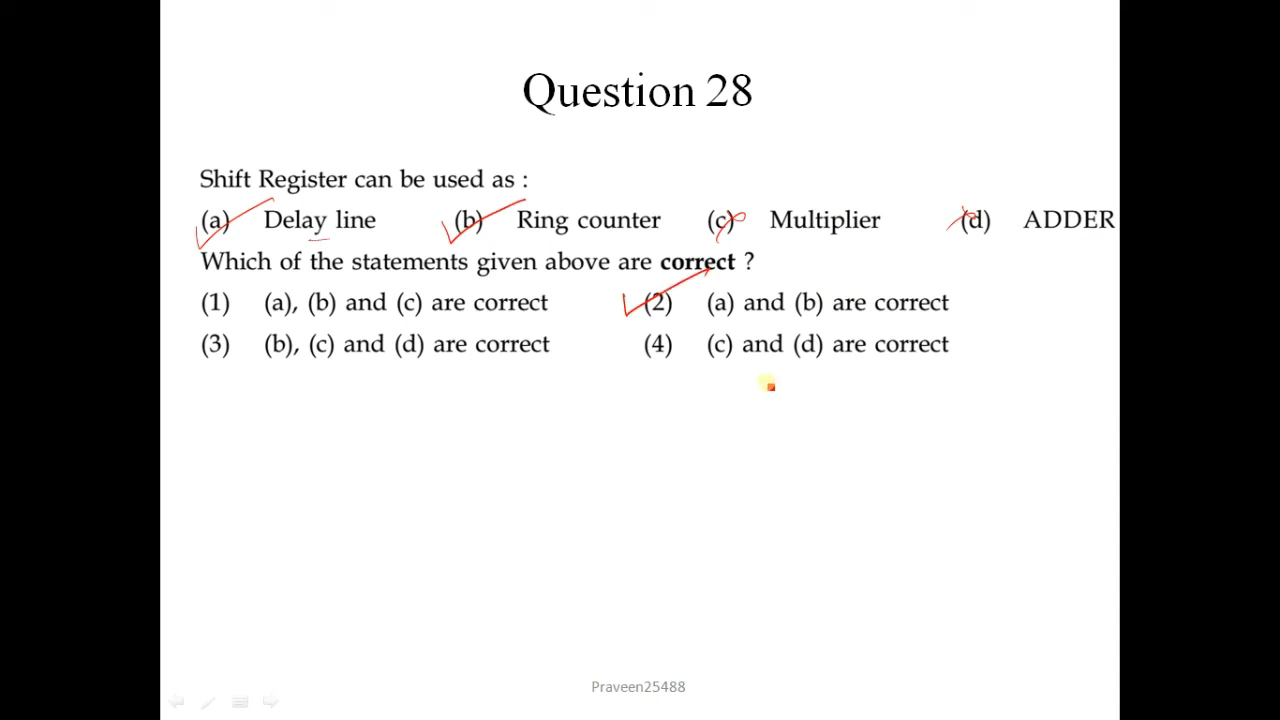 Question 28
Shift Register can be used as :
(a) Delay line (b) Ring counter (c) Multiplier (d) ADDER
Which of the statements given above are correct ?
(1) (a), (b) and (c) are correct (2) (a) and (b) are correct
(3) (b), (c) and (d) are correct (4) (c) and (d) are correct
Praveen25488